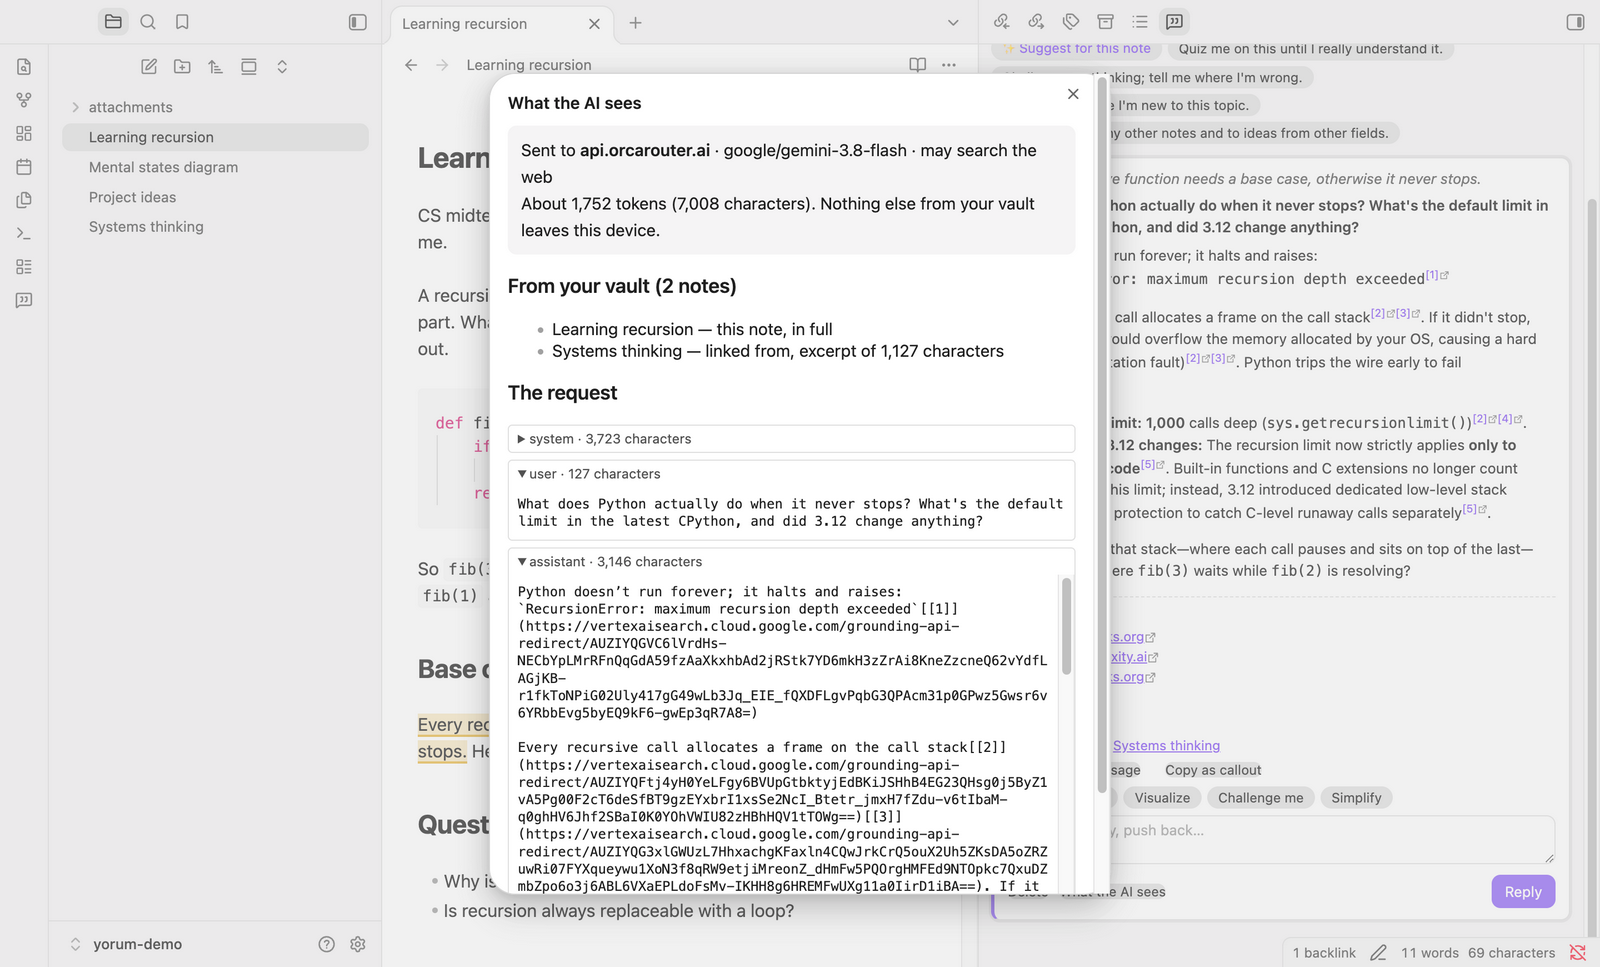 Learning recursion
attachments
Learning recursion
Mental states diagram
Project ideas
Systems thinking
yorum-demo
Learning recursion
Learn
CS midte
me.
A recursi
part. Wha
out.
def fi
if
re
So fib(3
fib(1)
Base c
Every rec
stops. He
Quest
Why is
Is recursion always replaceable with a loop?
What the AI sees
Sent to api.orcarouter.ai · google/gemini-3.8-flash · may search the
web
About 1,752 tokens (7,008 characters). Nothing else from your vault
leaves this device.
From your vault (2 notes)
Learning recursion — this note, in full
Systems thinking — linked from, excerpt of 1,127 characters
The request
system · 3,723 characters
user · 127 characters
What does Python actually do when it never stops? What's the default
limit in the latest CPython, and did 3.12 change anything?
assistant · 3,146 characters
Python doesn’t run forever; it halts and raises:
`RecursionError: maximum recursion depth exceeded`[[1]]
(https://vertexaisearch.cloud.google.com/grounding-api-
redirect/AUZIYQGVC6lVrdHs-
NECbYpLMrRFnQqGdA59fzAaXkxhbAd2jRStk7YD6mkH3zZrAi8KneZzcneQ62vYdfL
AGjKB-
r1fkToNPiG02Uly417gG49wLb3Jq_EIE_fQXDFLgvPqbG3QPAcm31p0GPwz5Gwsr6v
6YRbbEvg5byEQ9kF6-gwEp3qR7A8=)
Every recursive call allocates a frame on the call stack[[2]]
(https://vertexaisearch.cloud.google.com/grounding-api-
redirect/AUZIYQFtj4yH0YeLFgy6BVUpGtbktyjEdBKiJSHhB4EG23QHsg0j5ByZ1
vA5Pg00F2cT6deSfBT9gzEYxbrI1xsSe2NcI_Btetr_jmxH7fZdu-v6tIbaM-
q0ghHV6Jhf2SBaI0K0YOhVWIU82zHBhHQV1tTOWg==)[[3]]
(https://vertexaisearch.cloud.google.com/grounding-api-
redirect/AUZIYQG3xlGWUzL7HhxachgKFaxln4CQwJrkCrQ5ouX2Uh5ZKsDA5oZRZ
uwRi07FYXqueywu1XoN3f8qRW9etjiMreonZ_dHmFw5PQOrgHMFEd9NTOpkc7QxuDZ
mbZpo6o3j6ABL6VXaEPLdoFsMv-IKHH8g6HREMFwUXg11a0IirD1iBA==). If it
Suggest for this note
Quiz me on this until I really understand it.
nking; tell me where I'm wrong.
e I'm new to this topic.
y other notes and to ideas from other fields.
e function needs a base case, otherwise it never stops.
hon actually do when it never stops? What's the default limit in
hon, and did 3.12 change anything?
run forever; it halts and raises:
or: maximum recursion depth exceeded[1]
call allocates a frame on the call stack[2][3]. If it didn't stop,
ould overflow the memory allocated by your OS, causing a hard
ation fault)[2][3]. Python trips the wire early to fail
imit: 1,000 calls deep (sys.getrecursionlimit())[2][4].
3.12 changes: The recursion limit now strictly applies only to
code[5]. Built-in functions and C extensions no longer count
his limit; instead, 3.12 introduced dedicated low-level stack
protection to catch C-level runaway calls separately[5].
that stack—where each call pauses and sits on top of the last—
ere fib(3) waits while fib(2) is resolving?
s.org
xity.ai
s.org
Systems thinking
sage
Copy as callout
Visualize
Challenge me
Simplify
y, push back...
What the AI sees
Reply
1 backlink
11 words
69 characters